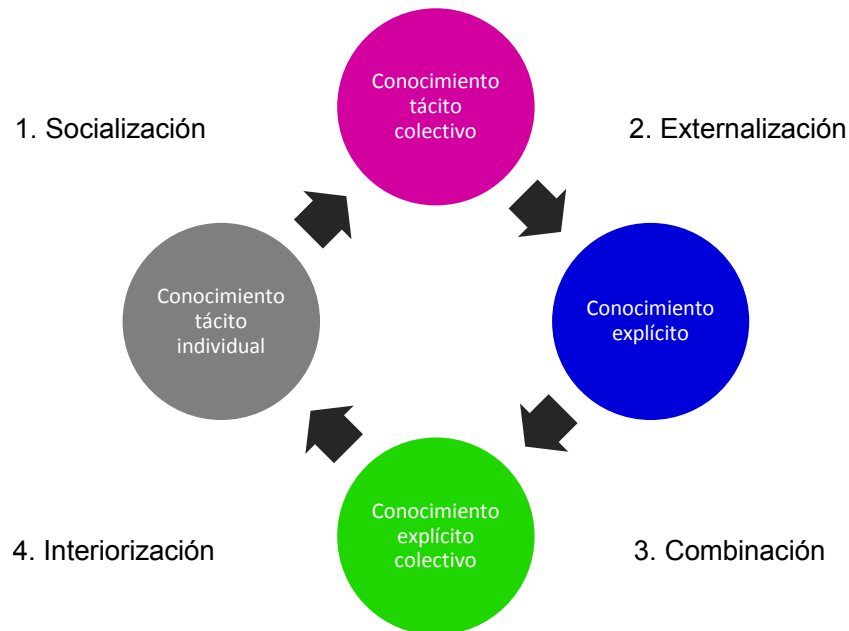 Conocimiento
tácito
colectivo
1. Socialización
2. Externalización
Conocimiento
tácito
individual
Conocimiento
explícito
Conocimiento
explícito
colectivo
4. Interiorización
3. Combinación